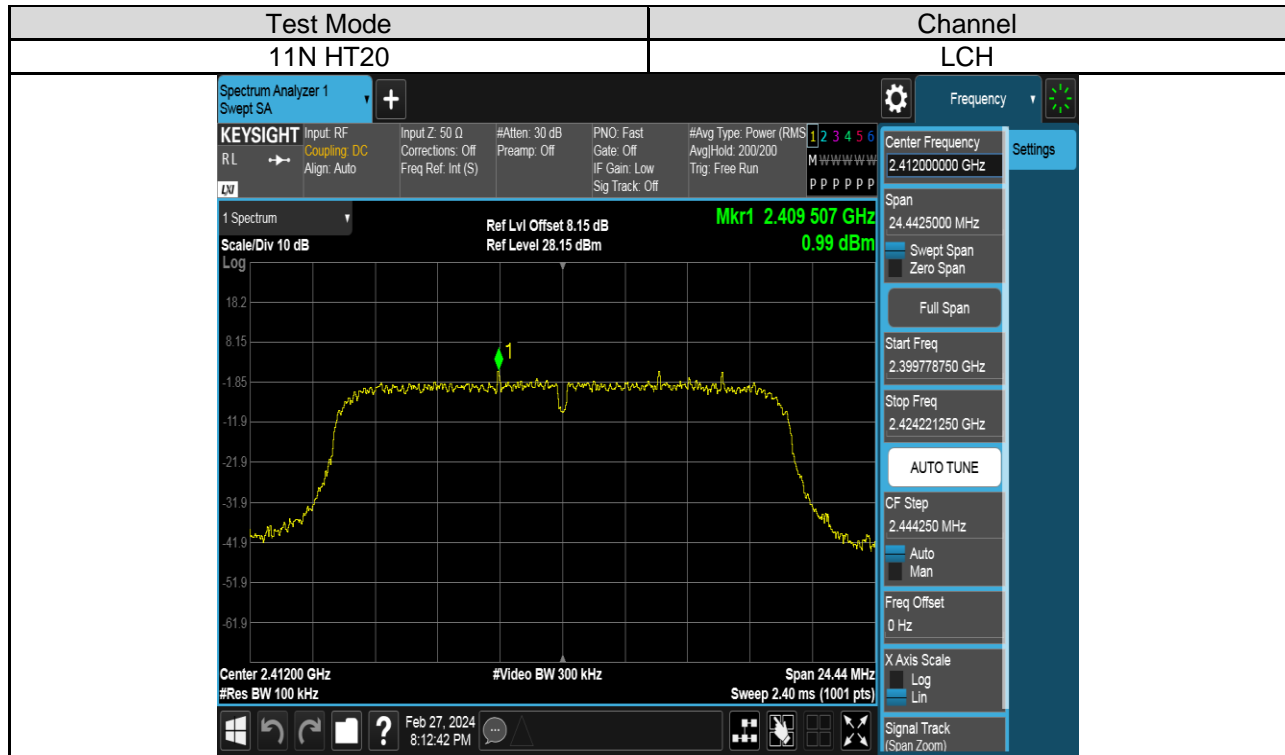 Test Mode
Channel
11N HT20
LCH
Spectrum Analyzer 1
Swept SA
Frequency
KEYSIGHT
RL
LXI
Input: RF
Coupling: DC
Align: Auto
Input Z: 50 Ω
Corrections: Off
Freq Ref: Int (S)
#Atten: 30 dB
Preamp: Off
PNO: Fast
Gate: Off
IF Gain: Low
Sig Track: Off
#Avg Type: Power (RMS
Avg|Hold: 200/200
Trig: Free Run
1 2 3 4 5 6
M W W W W W
P P P P P P
1 Spectrum
Scale/Div 10 dB
Ref Lvl Offset 8.15 dB
Ref Level 28.15 dBm
Mkr1 2.409 507 GHz
0.99 dBm
Log
18.2
8.15
-1.85
-11.9
-21.9
-31.9
-41.9
-51.9
-61.9
1
Center 2.41200 GHz
#Res BW 100 kHz
#Video BW 300 kHz
Span 24.44 MHz
Sweep 2.40 ms (1001 pts)
Center Frequency
2.412000000 GHz
Settings
Span
24.4425000 MHz
Swept Span
Zero Span
Full Span
Start Freq
2.399778750 GHz
Stop Freq
2.424221250 GHz
AUTO TUNE
CF Step
2.444250 MHz
Auto
Man
Freq Offset
0 Hz
X Axis Scale
Log
Lin
Signal Track
(Span Zoom)
?
Feb 27, 2024
8:12:42 PM